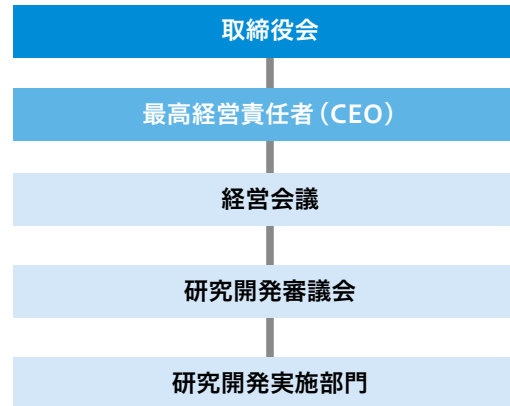 取締役会
最高経営責任者（CEO）
経営会議
研究開発審議会
研究開発実施部門